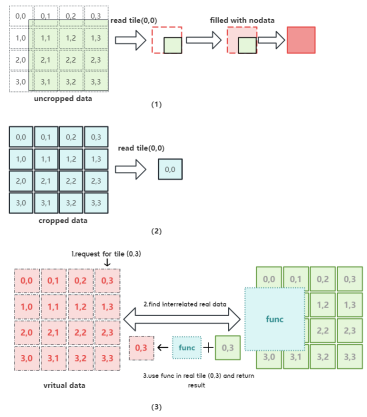 0,0 0,1 0,2 0,3
read tile(0,0)
filled with nodata
1,0 1,1 1,2 1,3
2,0 2,1 2,2 2,3
3,0 3,1 3,2 3,3
uncropped data
(1)
0,0 0,1 0,2 0,3
read tile(0,0)
1,0 1,1 1,2 1,3
0,0
2,0 2,1 2,2 2,3
3,0 3,1 3,2 3,3
cropped data
(2)
1.request for tile (0,3)
0,0 0,1 0,2 0,3
1,0 1,1 1,2 1,3
2,0 2,1 2,2 2,3
3,0 3,1 3,2 3,3
vritual data
2.find interrelated real data
0,3 func 0,3
3.use func in real tile (0,3) and return
result
0,0 0,1 0,2 0,3
1,2 1,3
func
2,2 2,3
3,0 3,1 3,2 3,3
(3)